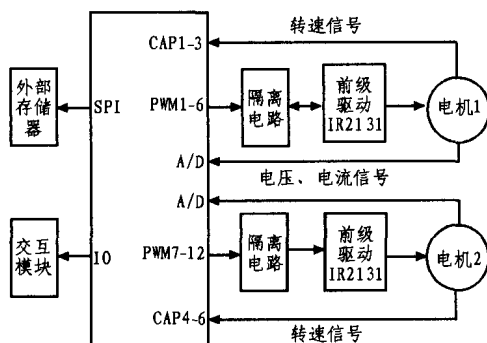 转速信号
CAP1-3
外部
存储
器
SPI
PWM1-6
隔离
电路
前级
驱动
IR2131
电机1
A/D
电压、电流信号
A/D
交互
模块
IO
PWM7-12
隔离
电路
前级
驱动
IR2131
电机2
CAP4-6
转速信号